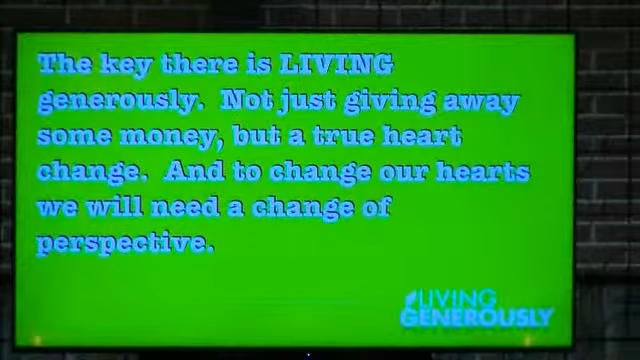 The key there is LIVING
generously.  Not just giving away
some money, but a true heart
change.  And to change our hearts
we will need a change of
perspective.
LIVING
GENEROUSLY